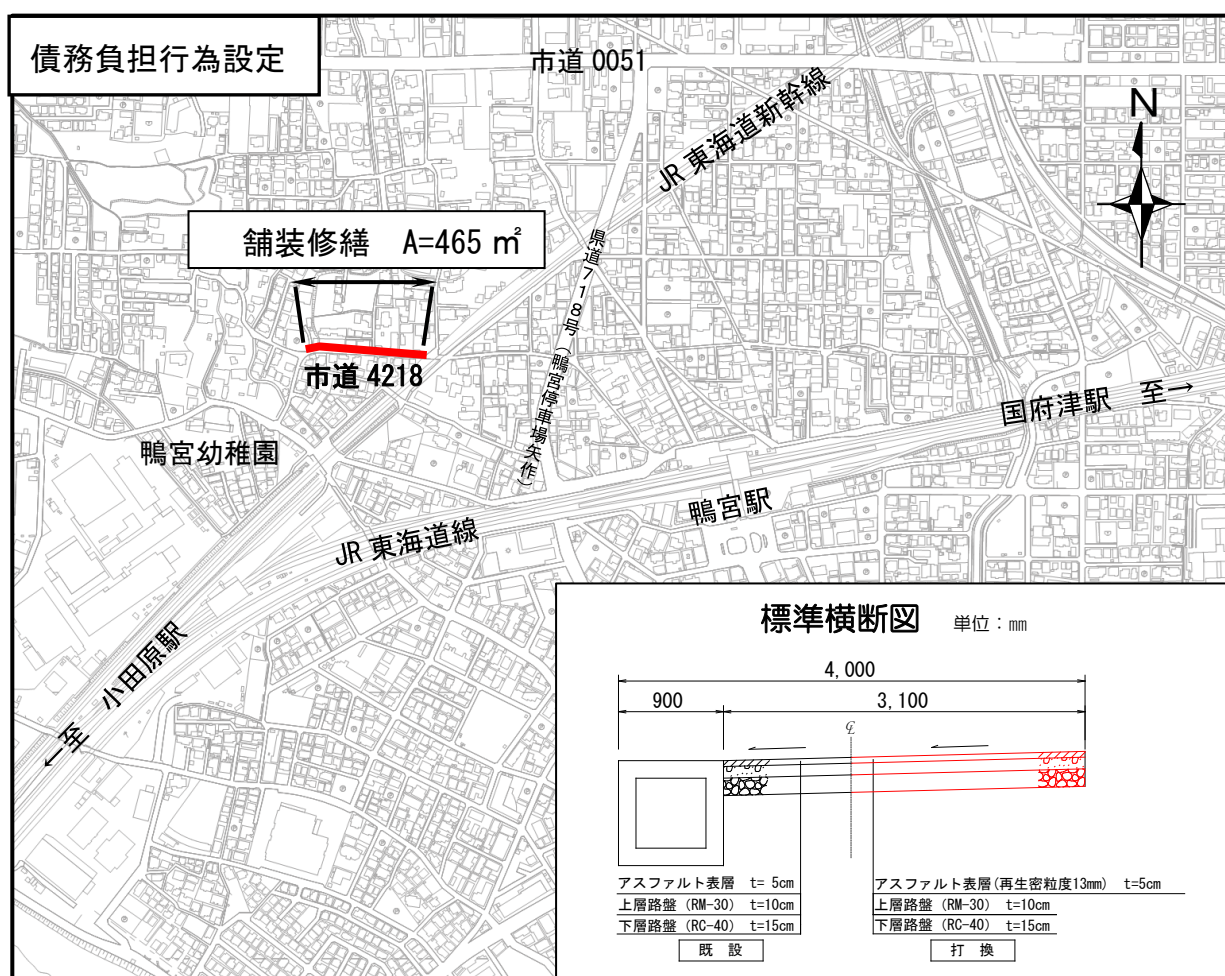 債務負担行為設定
市道 0051
JR 東海道新幹線
N
舗装修繕　A=465 ㎡
県道718号（鴨宮停車場矢作）
市道 4218
国府津駅　至→
鴨宮幼稚園
鴨宮駅
JR 東海道線
←至　小田原駅
標準横断図　単位：㎜
4,000
900
3,100
℄
アスファルト表層　t= 5cm
上層路盤 (RM-30)　t=10cm
下層路盤 (RC-40)　t=15cm
既　設
アスファルト表層(再生密粒度13mm)　t=5cm
上層路盤 (RM-30)　t=10cm
下層路盤 (RC-40)　t=15cm
打　換